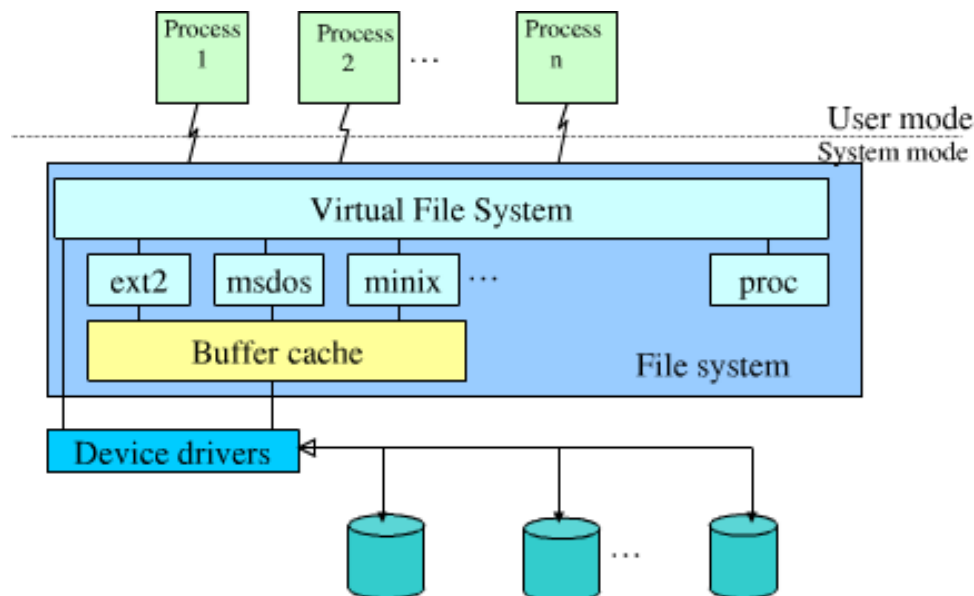 Process
1
Process
2
...
Process
n
User mode
System mode
Virtual File System
ext2
msdos
minix
...
proc
Buffer cache
File system
Device drivers
...